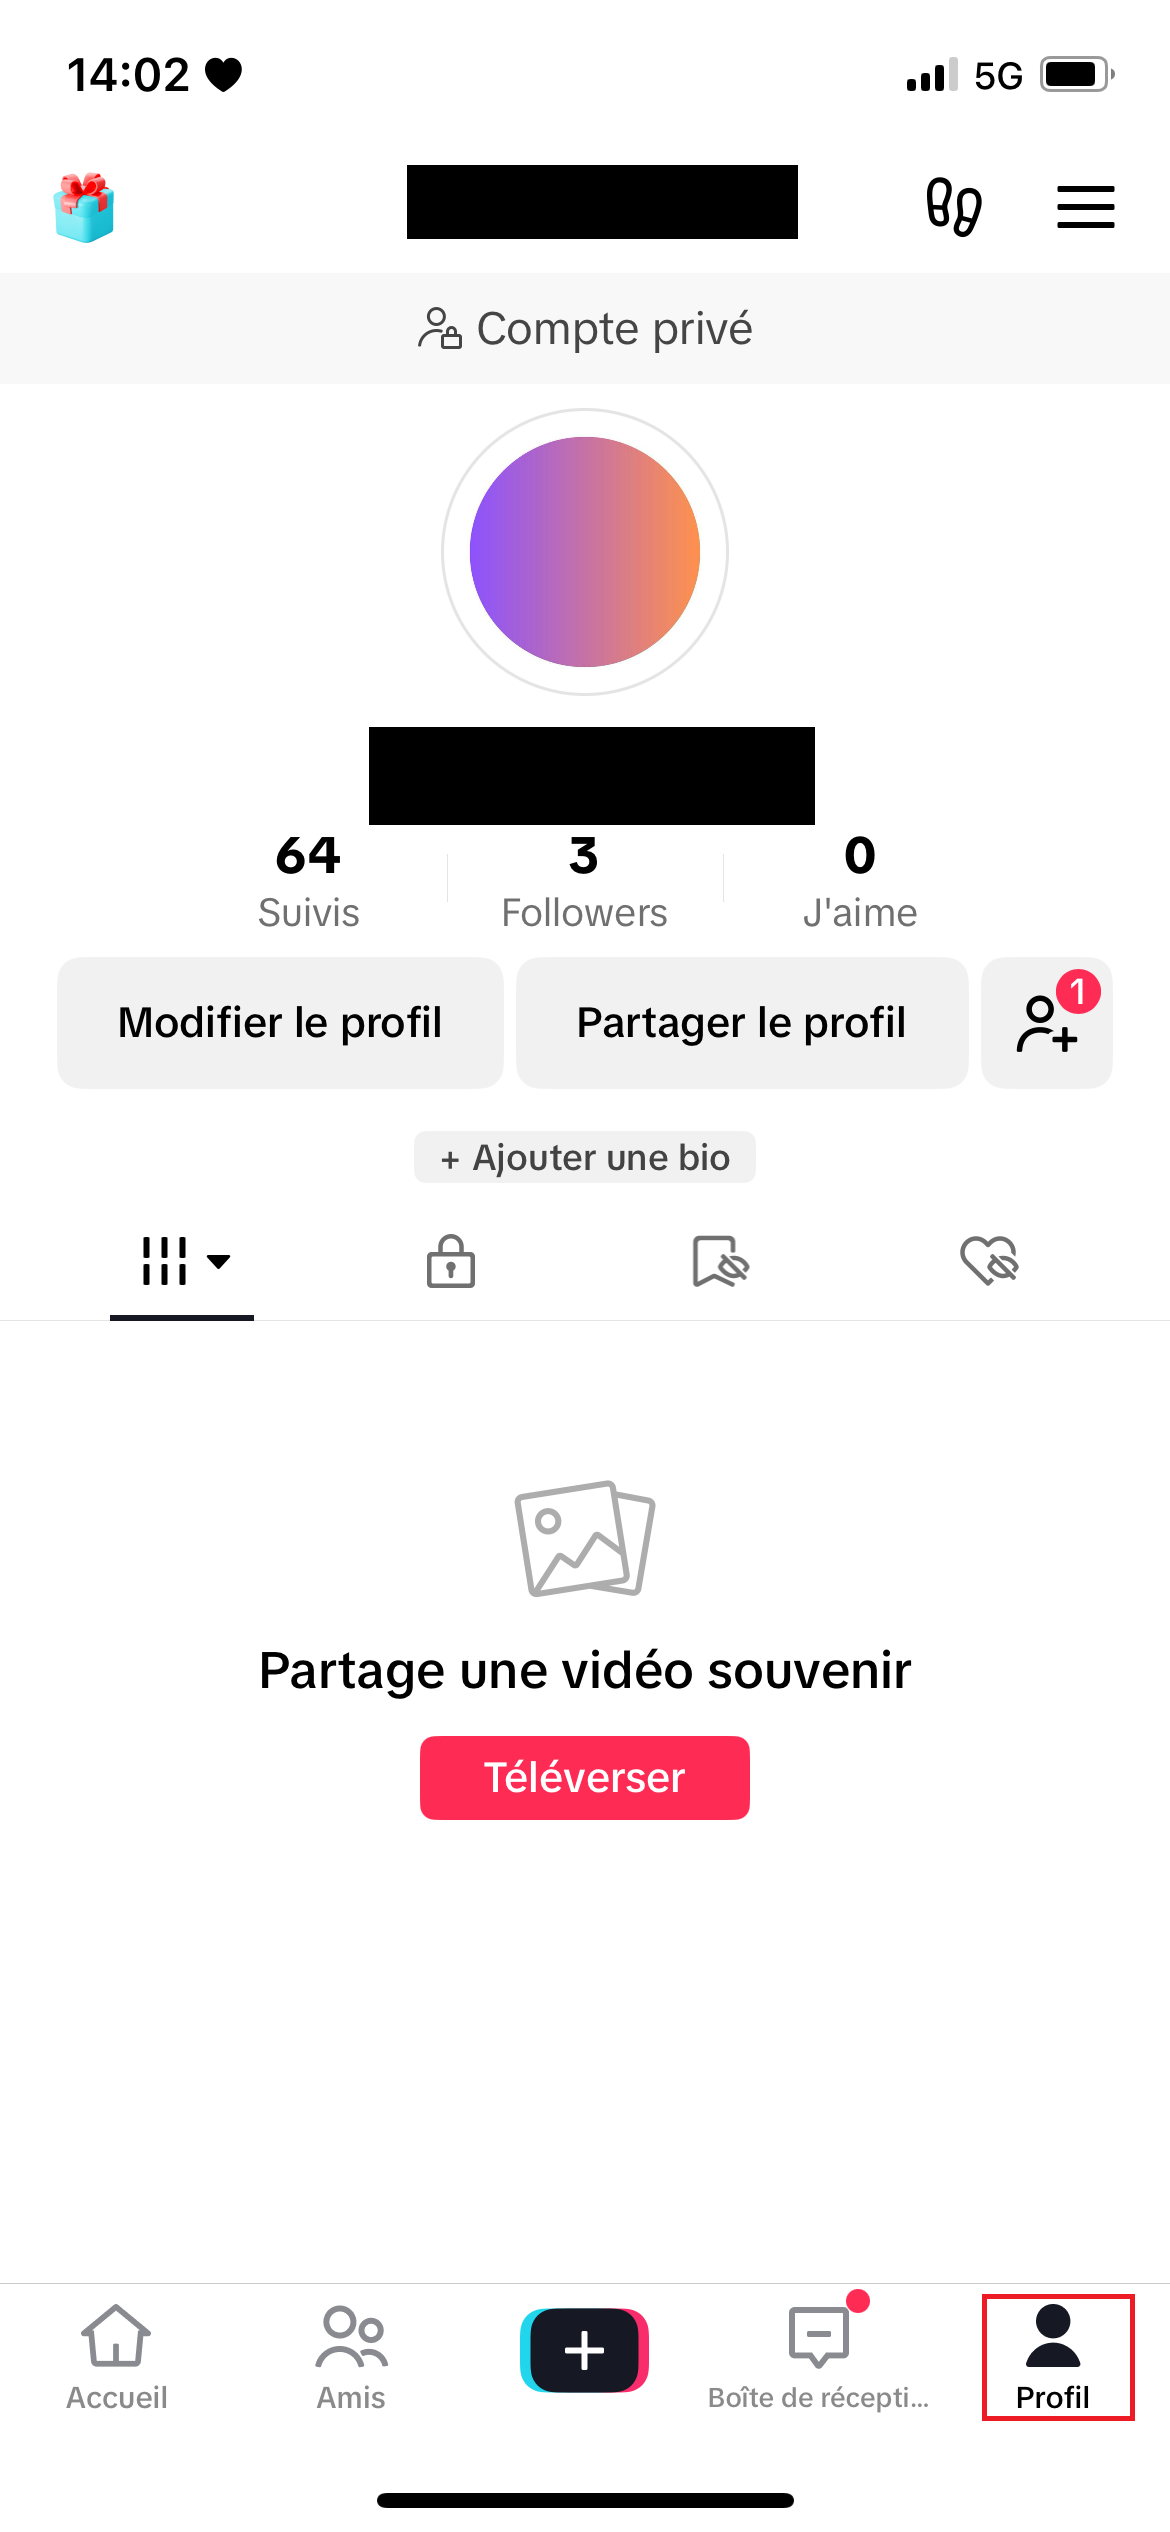 14:02
5G
Compte privé
64
Suivis
3
Followers
0
J'aime
Modifier le profil
Partager le profil
1
+ Ajouter une bio
Partage une vidéo souvenir
Téléverser
Accueil
Amis
Boîte de récepti...
Profil